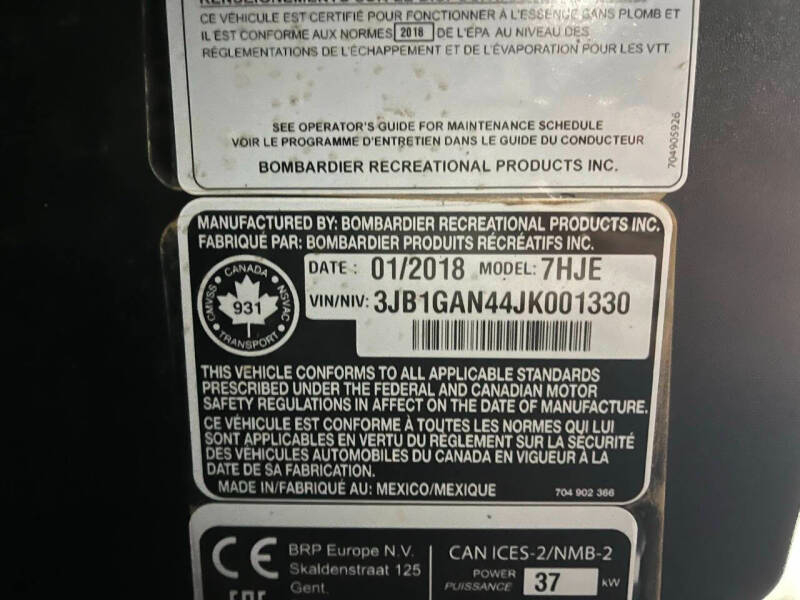 CE VÉHICULE EST CERTIFIÉ POUR FONCTIONNER À L'ESSENCE SANS PLOMB ET
IL EST CONFORME AUX NORMES 2018 DE L'ÉPA AU NIVEAU DES
RÉGLEMENTATIONS DE L'ÉCHAPPEMENT ET DE L'ÉVAPORATION POUR LES VTT.
SEE OPERATOR'S GUIDE FOR MAINTENANCE SCHEDULE
VOIR LE PROGRAMME D'ENTRETIEN DANS LE GUIDE DU CONDUCTEUR
BOMBARDIER RECREATIONAL PRODUCTS INC.
704905926
MANUFACTURED BY: BOMBARDIER RECREATIONAL PRODUCTS INC.
FABRIQUÉ PAR: BOMBARDIER PRODUITS RÉCRÉATIFS INC.
CANADA
CMVSS 931 NSVAC
TRANSPORT
DATE : 01/2018 MODEL: 7HJE
VIN/NIV: 3JB1GAN44JK001330
THIS VEHICLE CONFORMS TO ALL APPLICABLE STANDARDS
PRESCRIBED UNDER THE FEDERAL AND CANADIAN MOTOR
SAFETY REGULATIONS IN AFFECT ON THE DATE OF MANUFACTURE.
CE VÉHICULE EST CONFORME À TOUTES LES NORMES QUI LUI
SONT APPLICABLES EN VERTU DU RÈGLEMENT SUR LA SÉCURITÉ
DES VÉHICULES AUTOMOBILES DU CANADA EN VIGUEUR À LA
DATE DE SA FABRICATION.
MADE IN/FABRIQUÉ AU: MEXICO/MEXIQUE
704 902 366
CE
BRP Europe N.V.
Skaldenstraat 125
Gent.
CAN ICES-2/NMB-2
POWER
PUISSANCE 37 kW